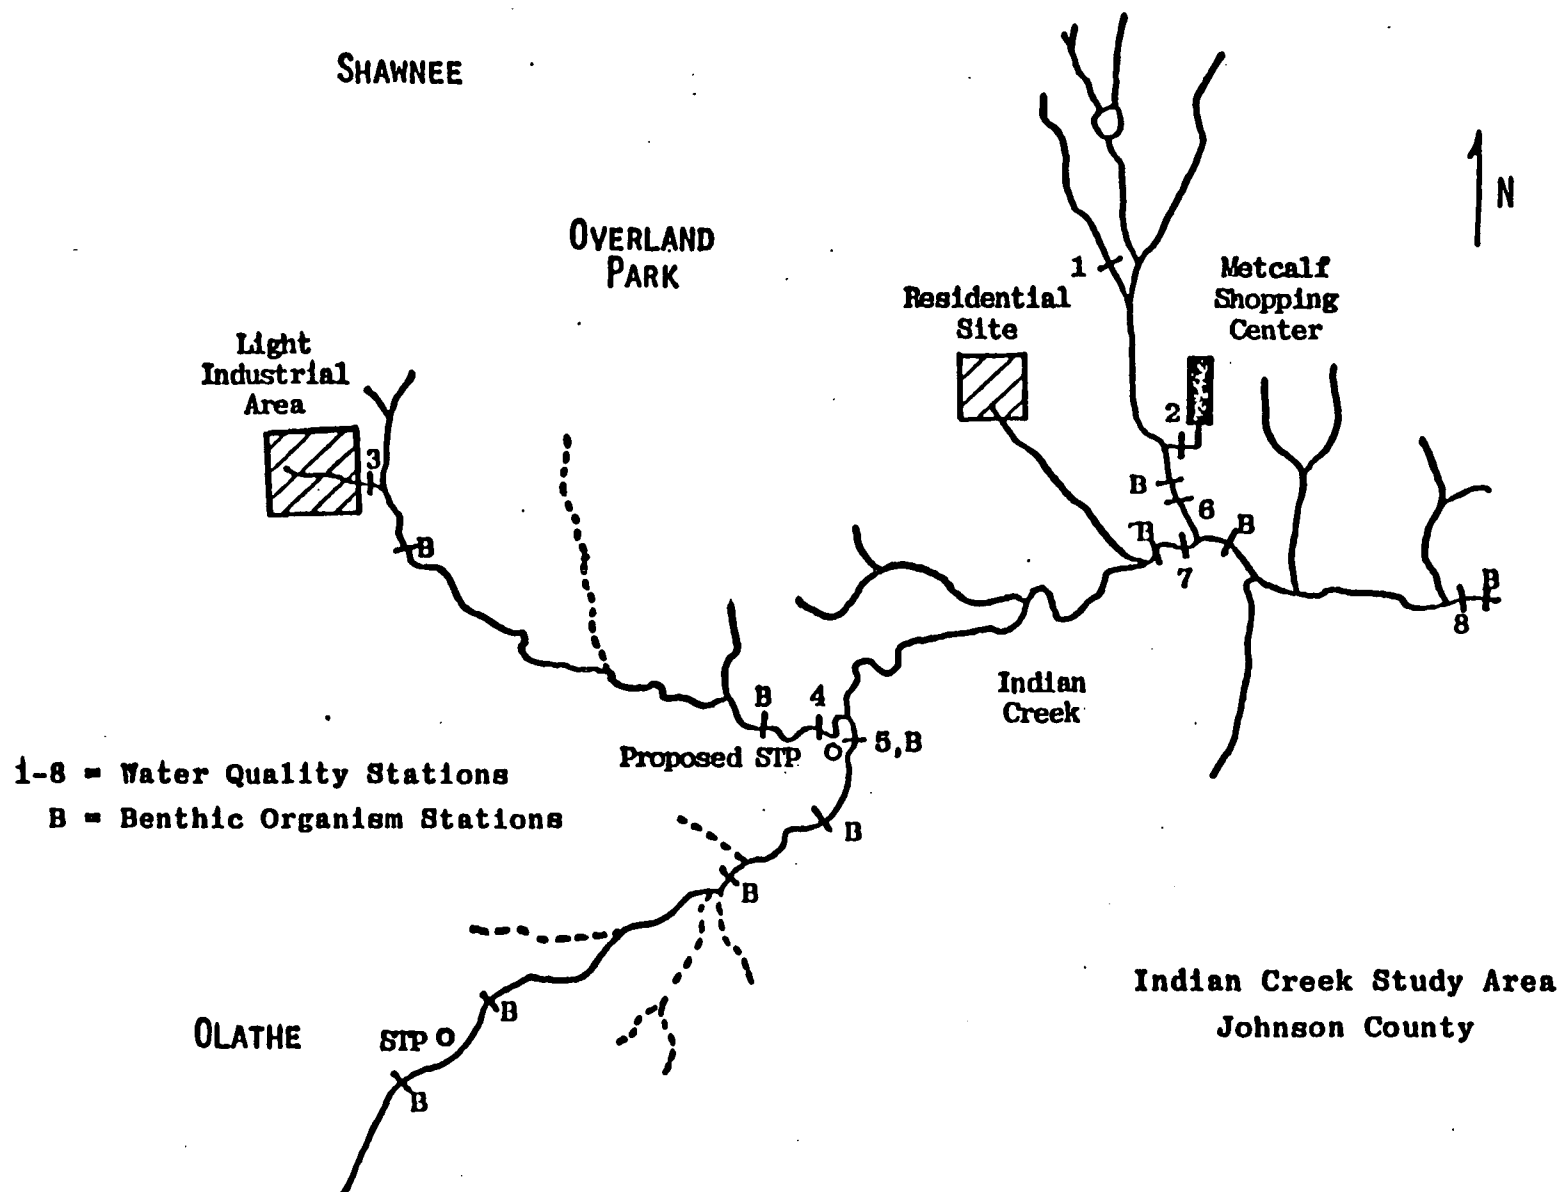 SHAWNEE
OVERLAND
PARK
N
1
Metcalf
Shopping
Center
Residential
Site
Light
Industrial
Area
2
3
B
6
B
B
B
7
B
8
Indian
Creek
B
4
Proposed STP
5,B
1-8 = Water Quality Stations
B = Benthic Organism Stations
B
B
Indian Creek Study Area
Johnson County
B
OLATHE
STP
B